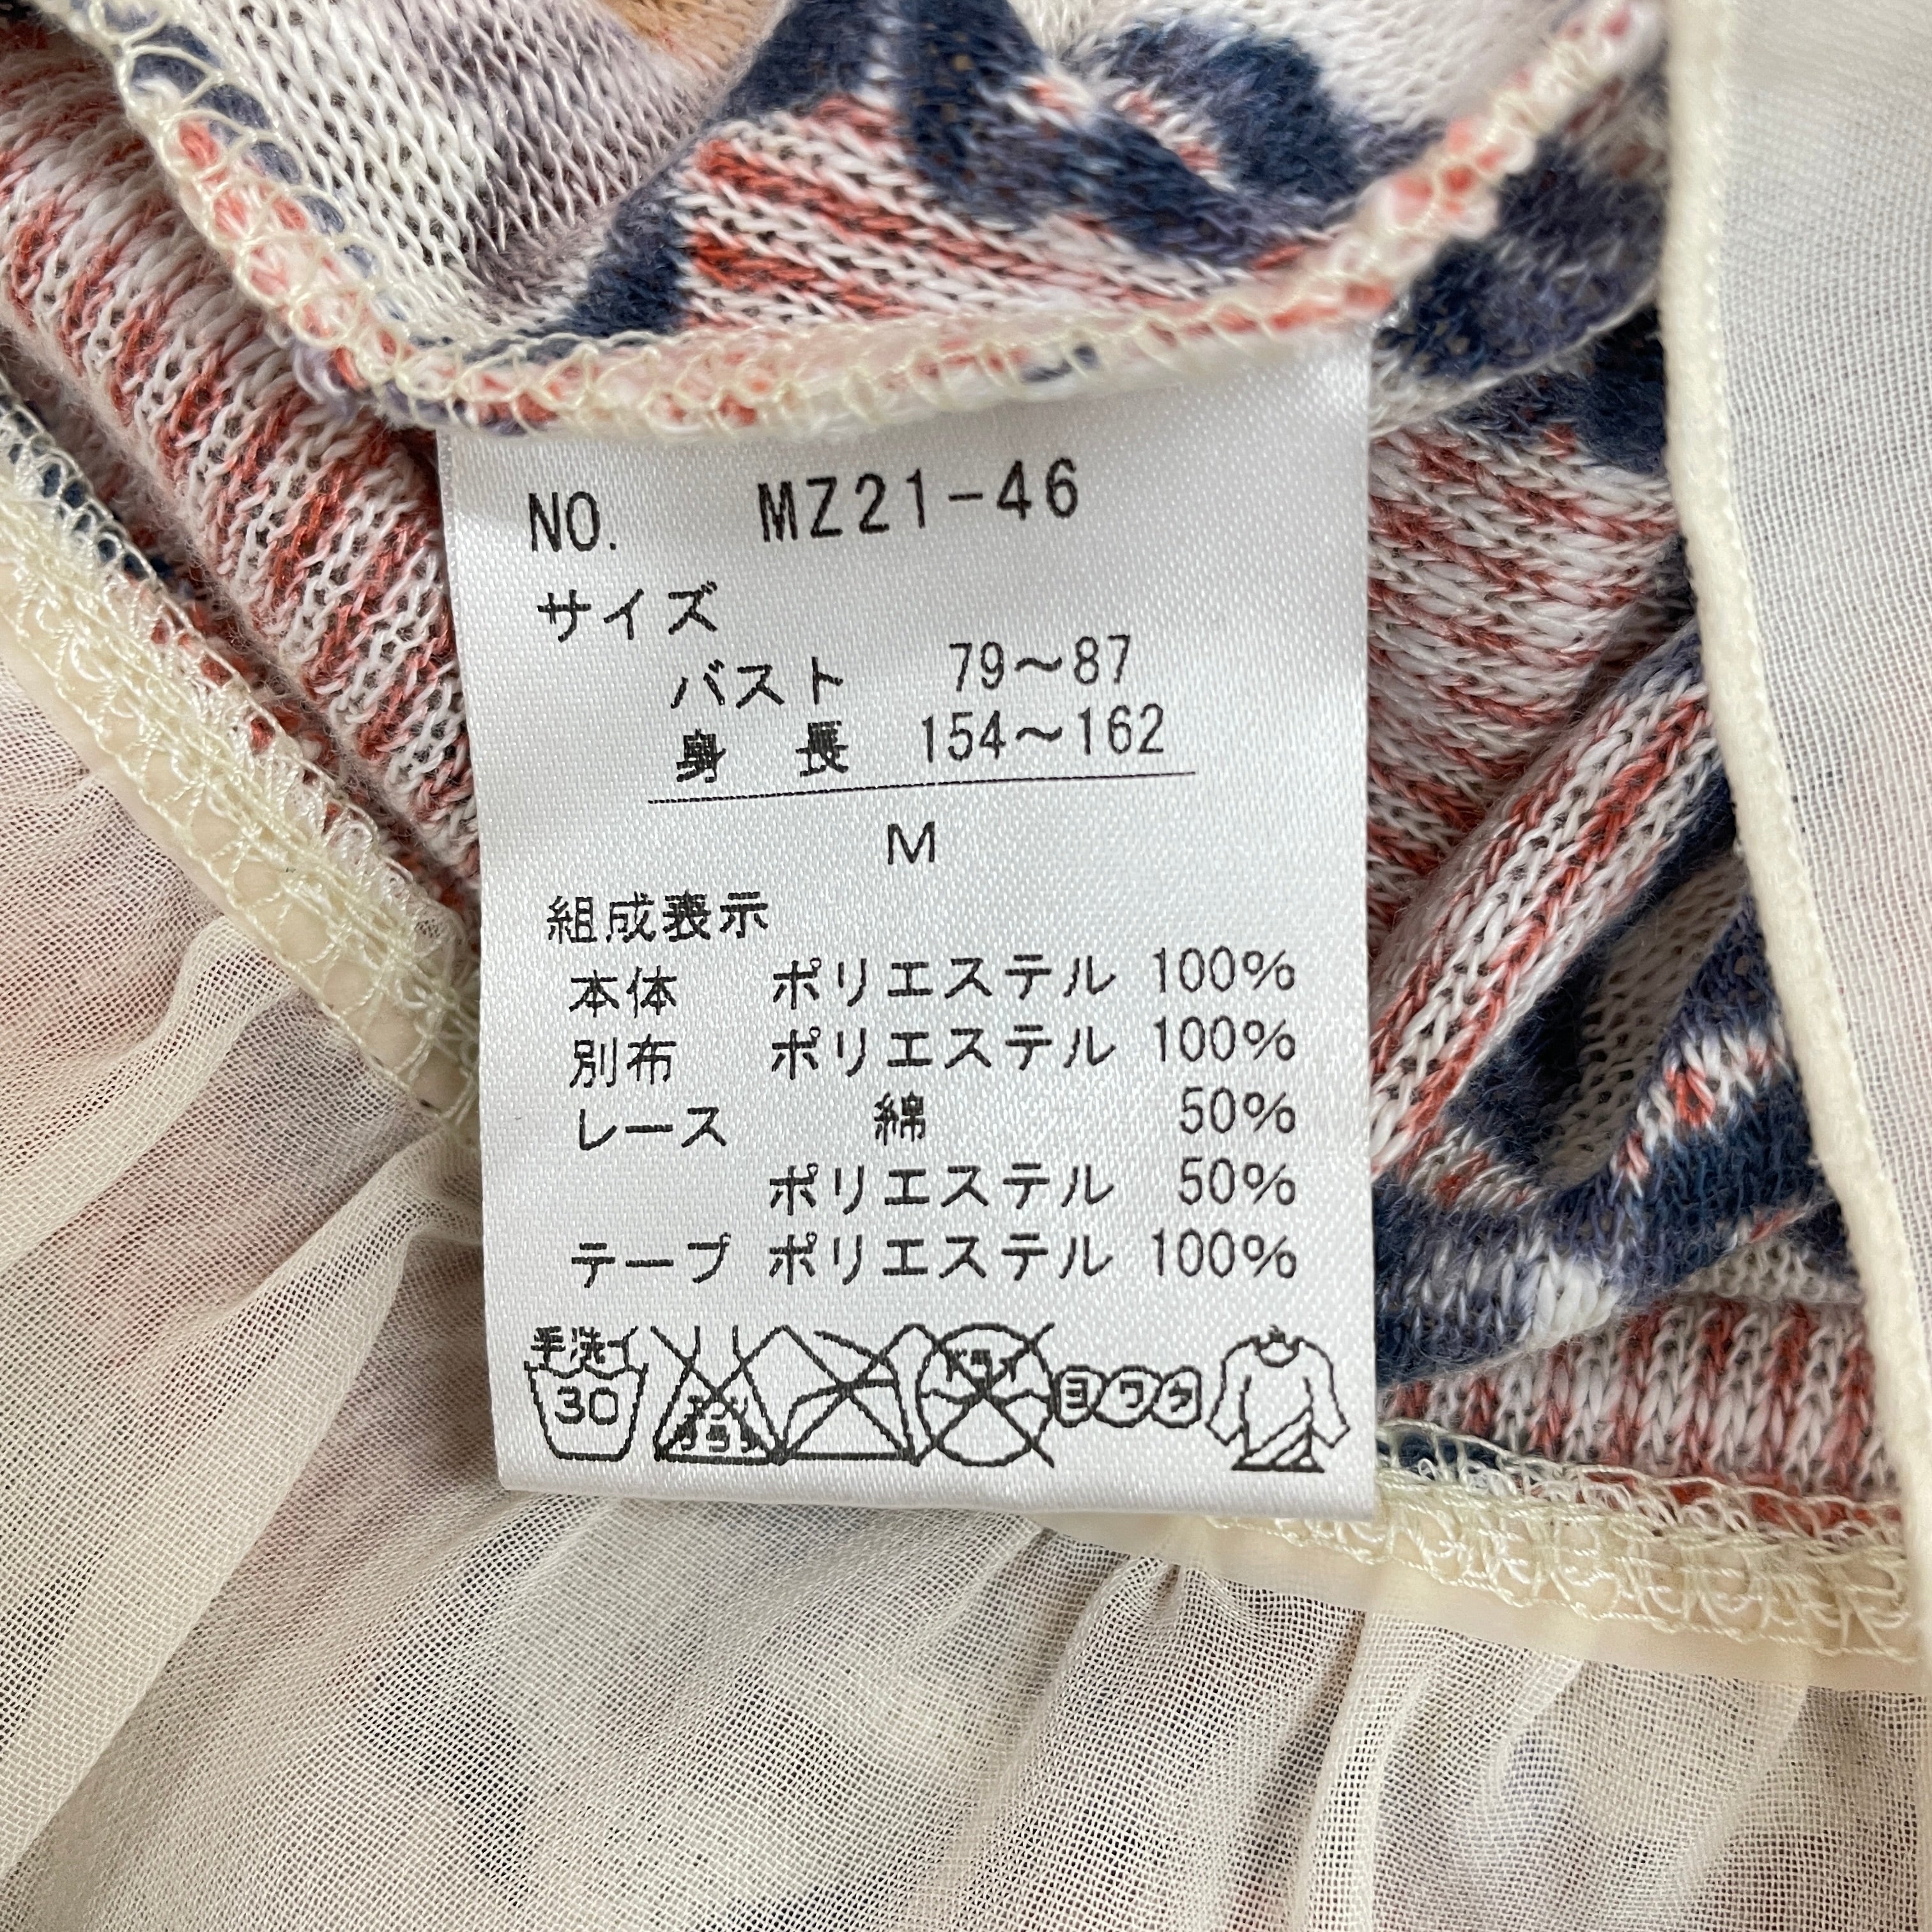 NO. MZ21-46
サイズ
バスト 79〜87
身長 154〜162
M
組成表示
本体 ポリエステル 100%
別布 ポリエステル 100%
レース 綿 50%
ポリエステル 50%
テープ ポリエステル 100%
手洗イ
30
ドライ
ヨワク